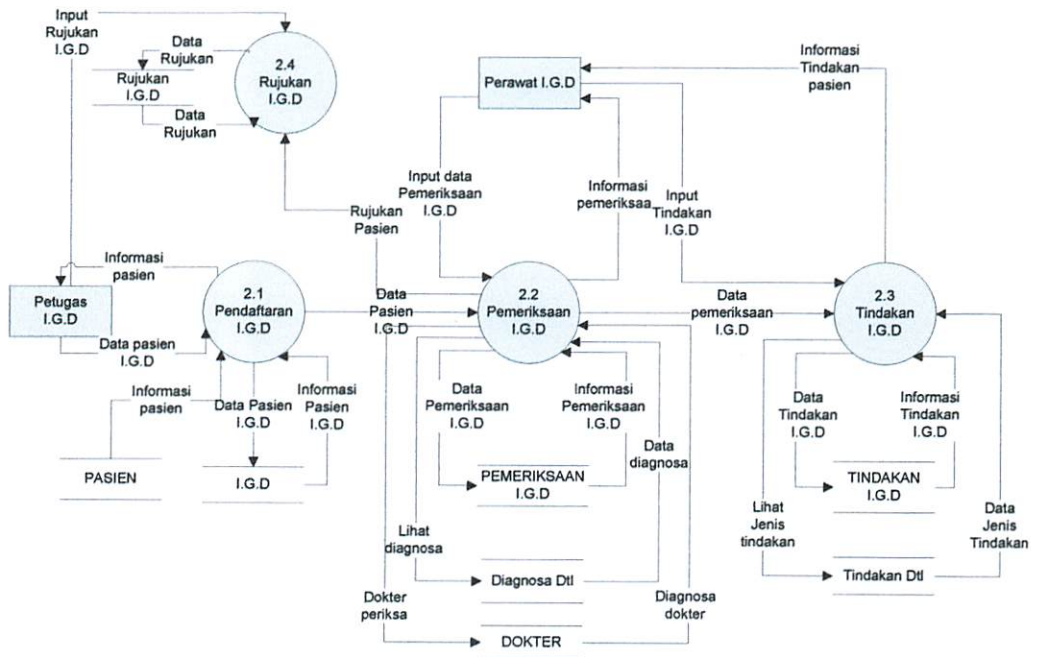 Input
Rujukan
I.G.D
Data
Rujukan
Rujukan
I.G.D
Data
Rujukan
2.4
Rujukan
I.G.D
Perawat I.G.D
Informasi
Tindakan
pasien
Input data
Pemeriksaan
I.G.D
Informasi
pemeriksaa
Input
Tindakan
I.G.D
Rujukan
Pasien
Informasi
pasien
Petugas
I.G.D
2.1
Pendaftaran
I.G.D
Data
Pasien
I.G.D
2.2
Pemeriksaan
I.G.D
Data
pemeriksaan
I.G.D
2.3
Tindakan
I.G.D
Data pasien
I.G.D
Informasi
pasien
Data Pasien
I.G.D
Informasi
Pasien
I.G.D
PASIEN
I.G.D
Data
Pemeriksaan
I.G.D
Informasi
Pemeriksaan
I.G.D
Data
diagnosa
PEMERIKSAAN
I.G.D
Lihat
diagnosa
Diagnosa Dtl
Dokter
periksa
Diagnosa
dokter
DOKTER
Data
Tindakan
I.G.D
Informasi
Tindakan
I.G.D
TINDAKAN
I.G.D
Lihat
Jenis
tindakan
Data
Jenis
Tindakan
Tindakan Dtl